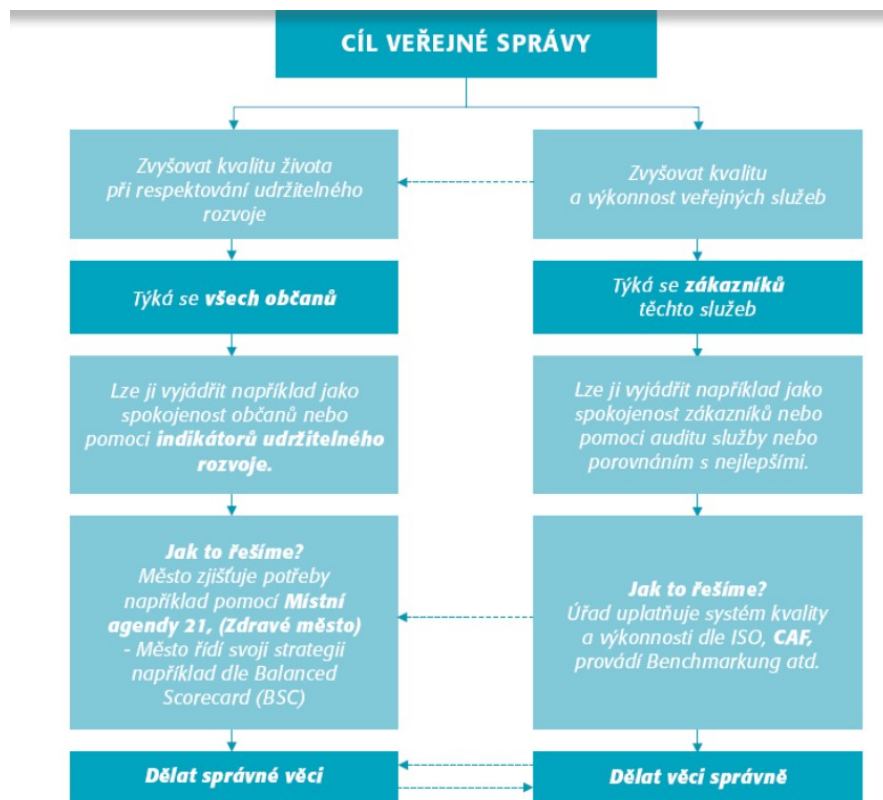 CÍL VEŘEJNÉ SPRÁVY
Zvyšovat kvalitu života
při respektování udržitelného
rozvoje
Zvyšovat kvalitu
a výkonnost veřejných služeb
Týká se všech občanů
Týká se zákazníků
těchto služeb
Lze ji vyjádřit například jako
spokojenost občanů nebo
pomocí indikátorů udržitelného
rozvoje.
Lze ji vyjádřit například jako
spokojenost zákazníků nebo
pomoci auditu služby nebo
porovnáním s nejlepšími.
Jak to řešíme?
Město zjišťuje potřeby
například pomocí Místní
agendy 21, (Zdravé město)
- Město řídí svoji strategii
například dle Balanced
Scorecard (BSC)
Jak to řešíme?
Úřad uplatňuje systém kvality
a výkonnosti dle ISO, CAF,
provádí Benchmarkung atd.
Dělat správné věci
Dělat věci správně